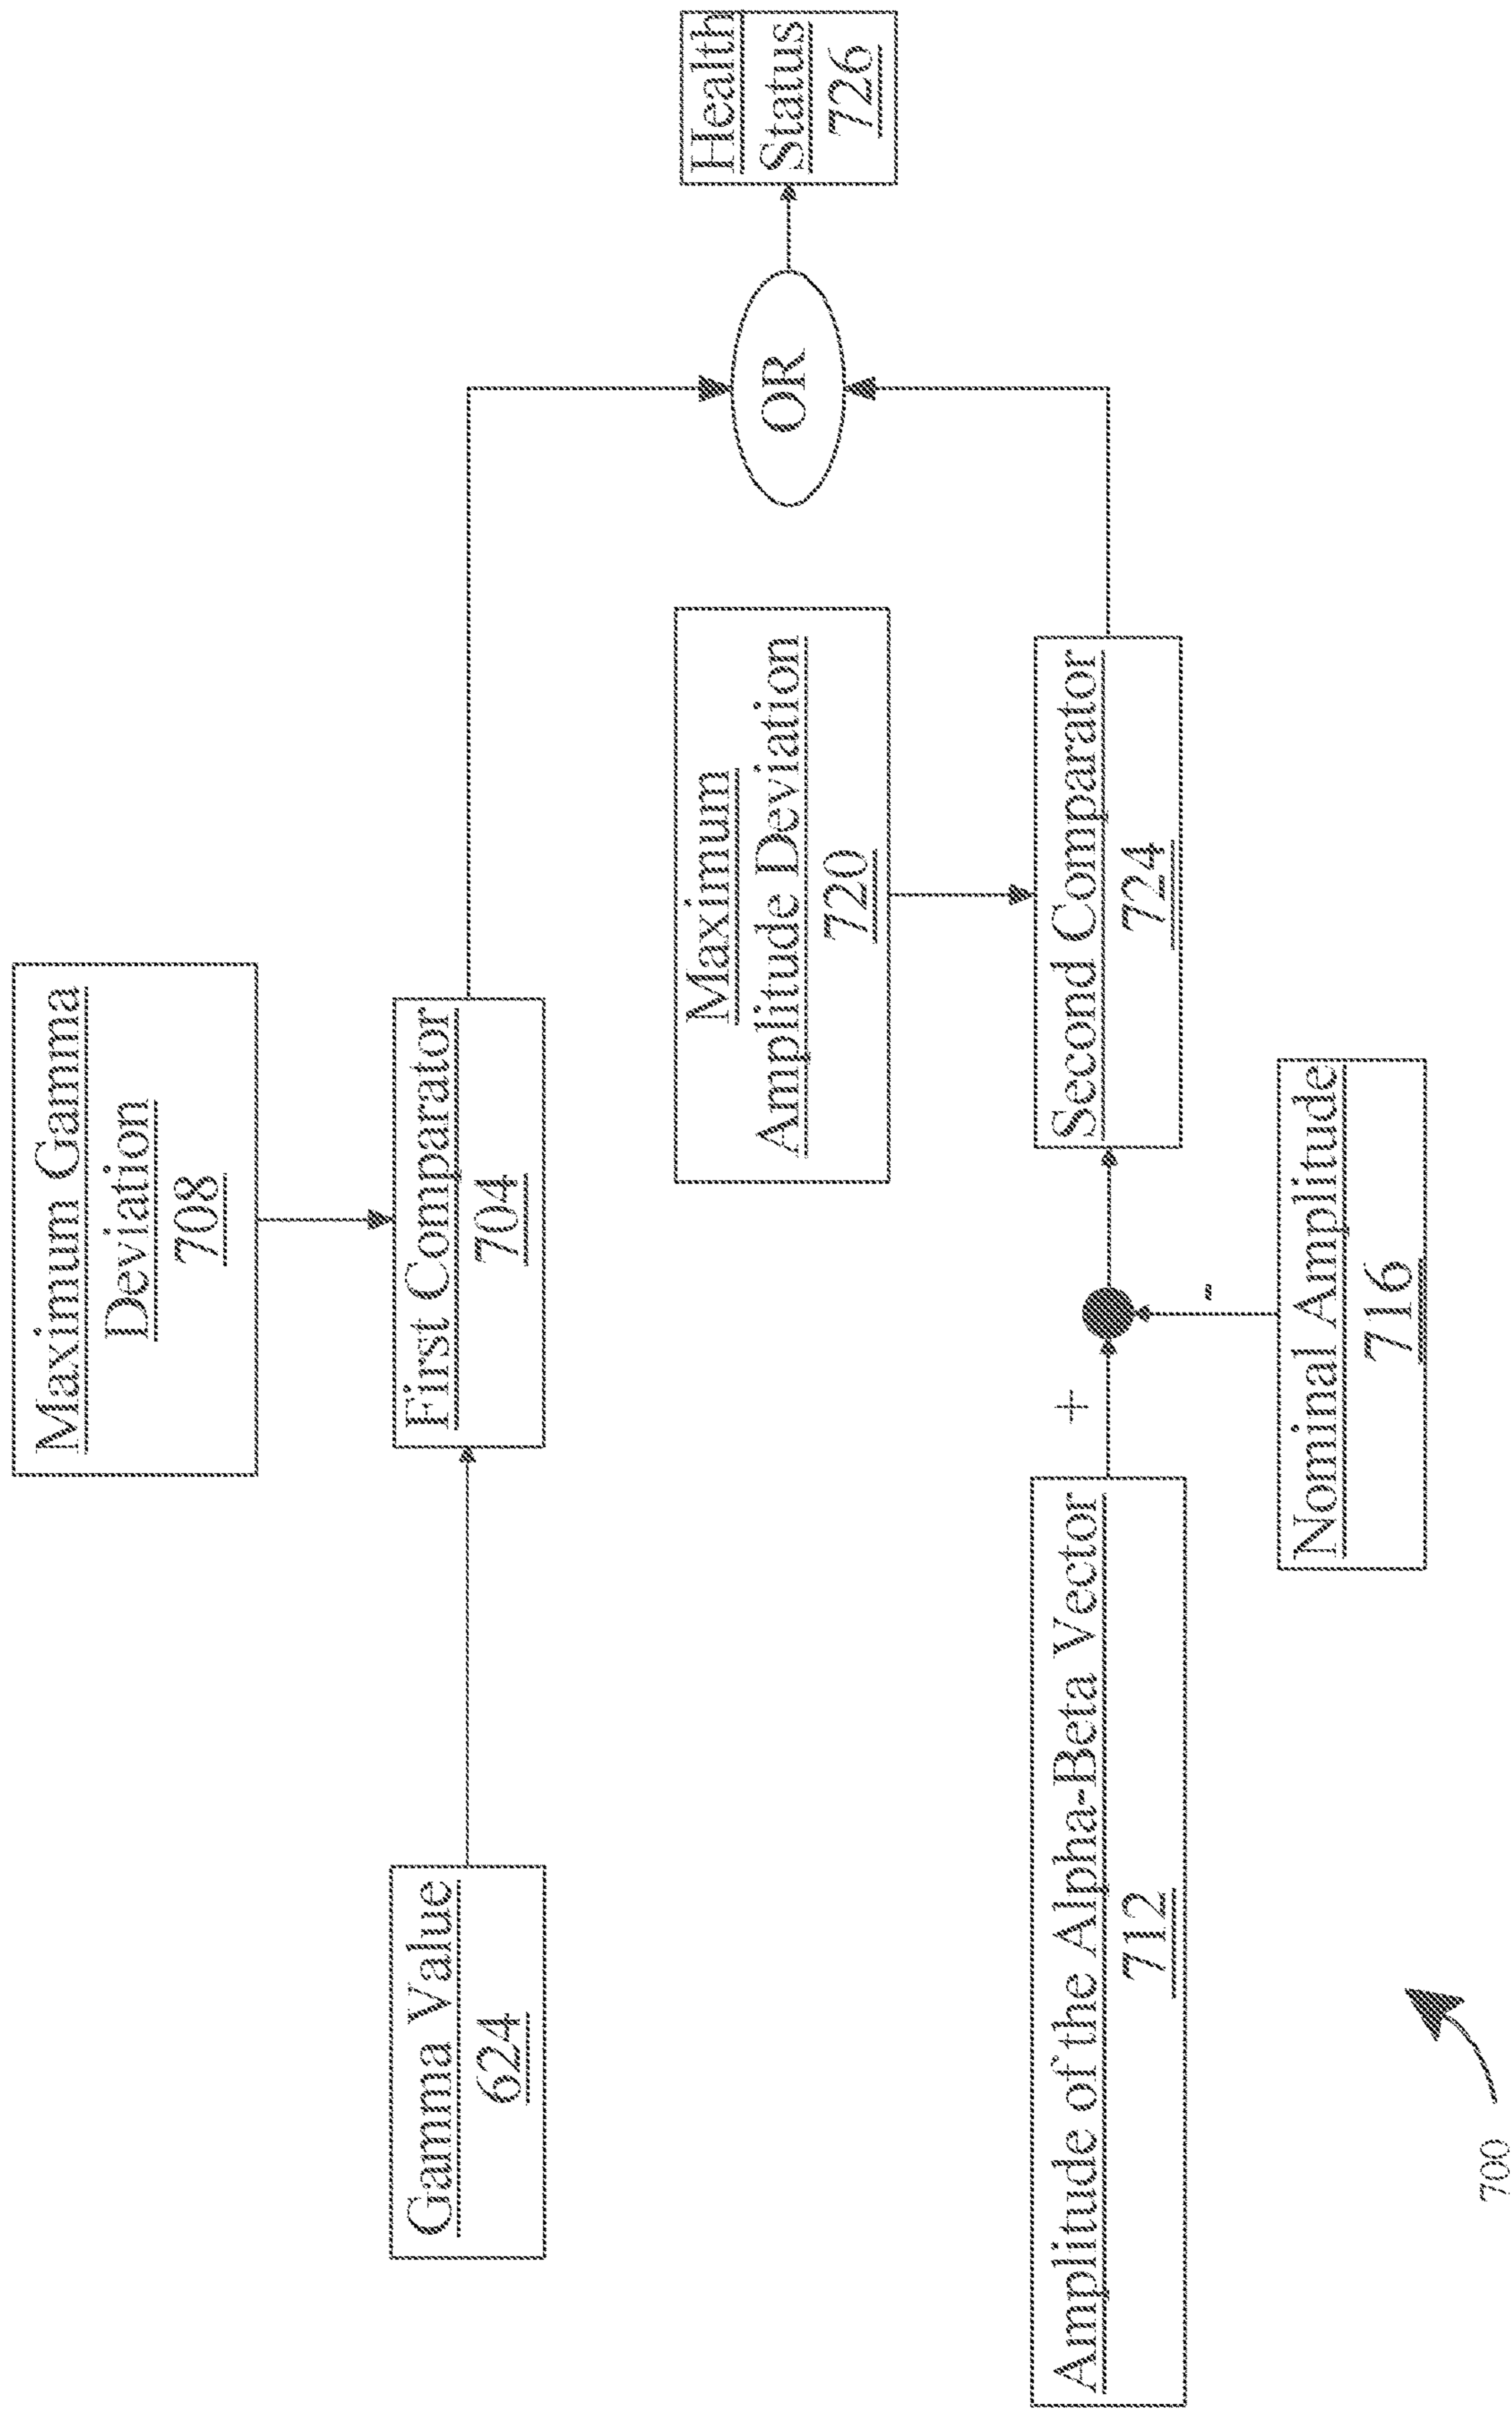 Maximum Gamma
Deviation
708
Gamma Value
624
First Comparator
704
Maximum
Amplitude Deviation
720
OR
Health
Status
726
Amplitude of the Alpha-Beta Vector
712
+
Second Comparator
724
-
Nominal Amplitude
716
700